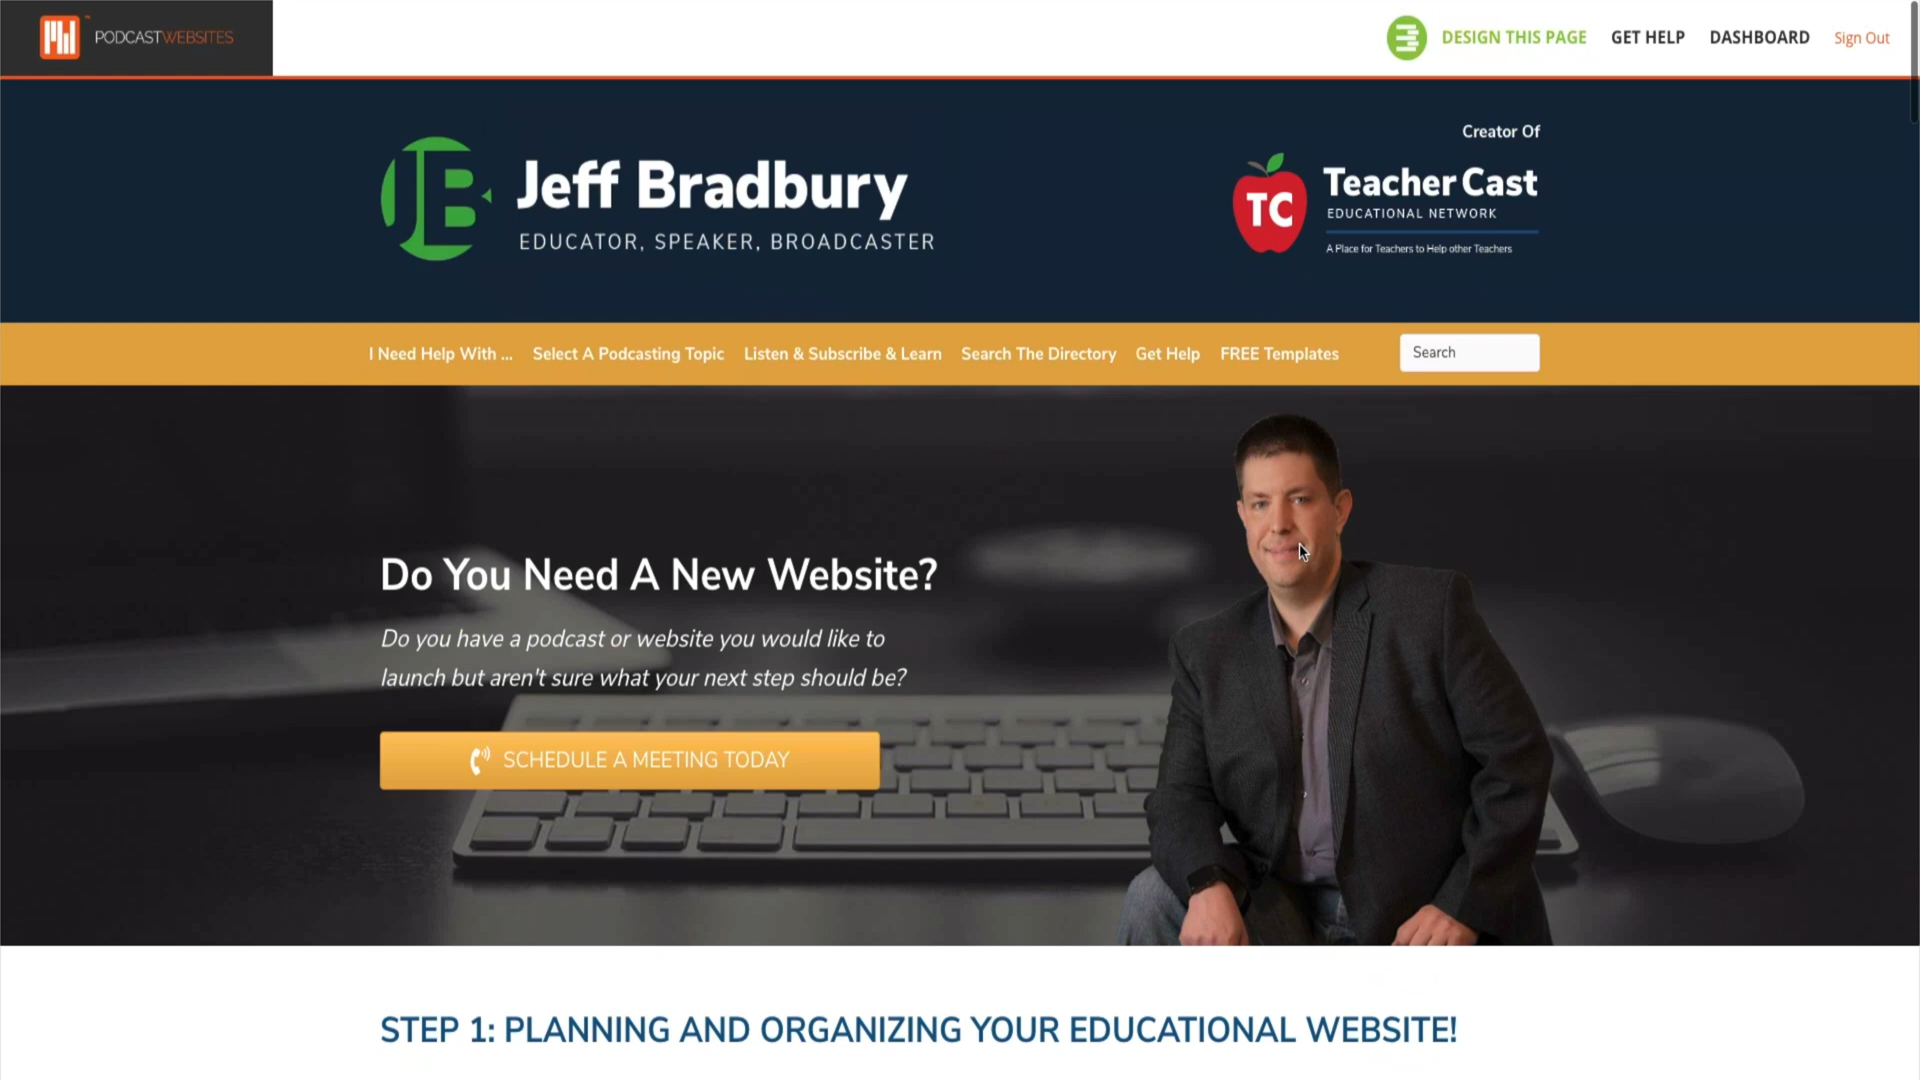 PODCASTWEBSITES
DESIGN THIS PAGE
GET HELP
DASHBOARD
Sign Out
JB
Jeff Bradbury
EDUCATOR, SPEAKER, BROADCASTER
Creator Of
TC
TeacherCast
EDUCATIONAL NETWORK
A Place for Teachers to Help other Teachers
I Need Help With ...
Select A Podcasting Topic
Listen & Subscribe & Learn
Search The Directory
Get Help
FREE Templates
Search
Do You Need A New Website?
Do you have a podcast or website you would like to
launch but aren't sure what your next step should be?
SCHEDULE A MEETING TODAY
STEP 1: PLANNING AND ORGANIZING YOUR EDUCATIONAL WEBSITE!